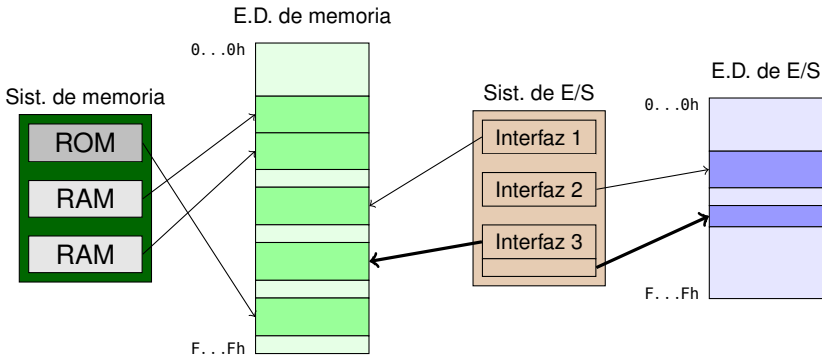 E.D. de memoria
0...0h
Sist. de memoria
ROM
RAM
RAM
F...Fh
Sist. de E/S
Interfaz 1
Interfaz 2
Interfaz 3
E.D. de E/S
0...0h
F...Fh